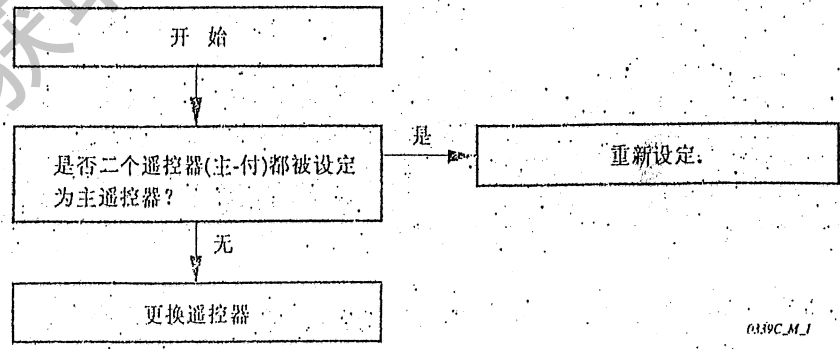 开 始
是否二个遥控器(主-付)都被设定
为主遥控器?
是
重新设定.
无
更换遥控器
0339C_M_I